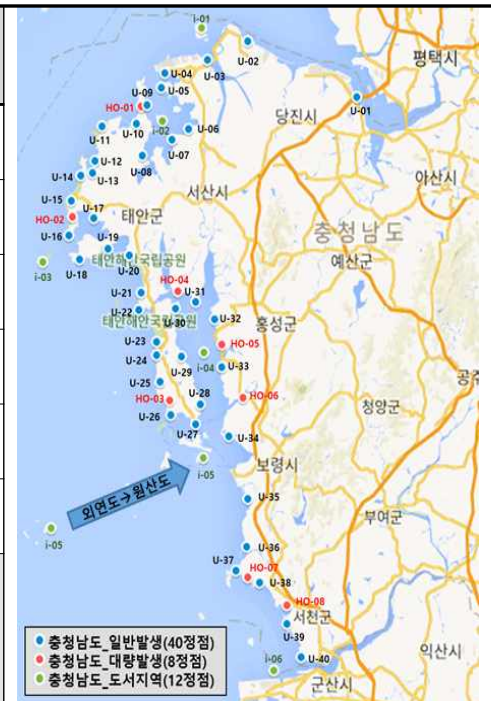 i-01
U-02
평택시
U-03
U-04
U-05
U-09
HO-01
U-01
당진시
i-02
U-06
U-10
U-11
U-07
아산시
U-12
U-08
U-14
U-13
서산시
U-15
U-17
태안군
HO-02
충청남도
U-16
U-19
예산군
U-20
태안해안국립공원
i-03
U-18
HO-04
U-21
U-31
U-22
U-30
태안해안국립공원
U-32
홍성군
U-23
HO-05
U-24
i-04
U-29
U-33
공주
U-25
HO-03
U-28
HO-06
청양군
U-26
U-27
U-34
i-05
보령시
외연도→원산도
U-35
부여군
i-05
U-36
U-37
HO-07
U-38
HO-08
서천군
U-39
충청남도_일반발생(40정점)
충청남도_대량발생(8정점)
충청남도_도서지역(12정점)
U-40
익산시
i-06
군산시